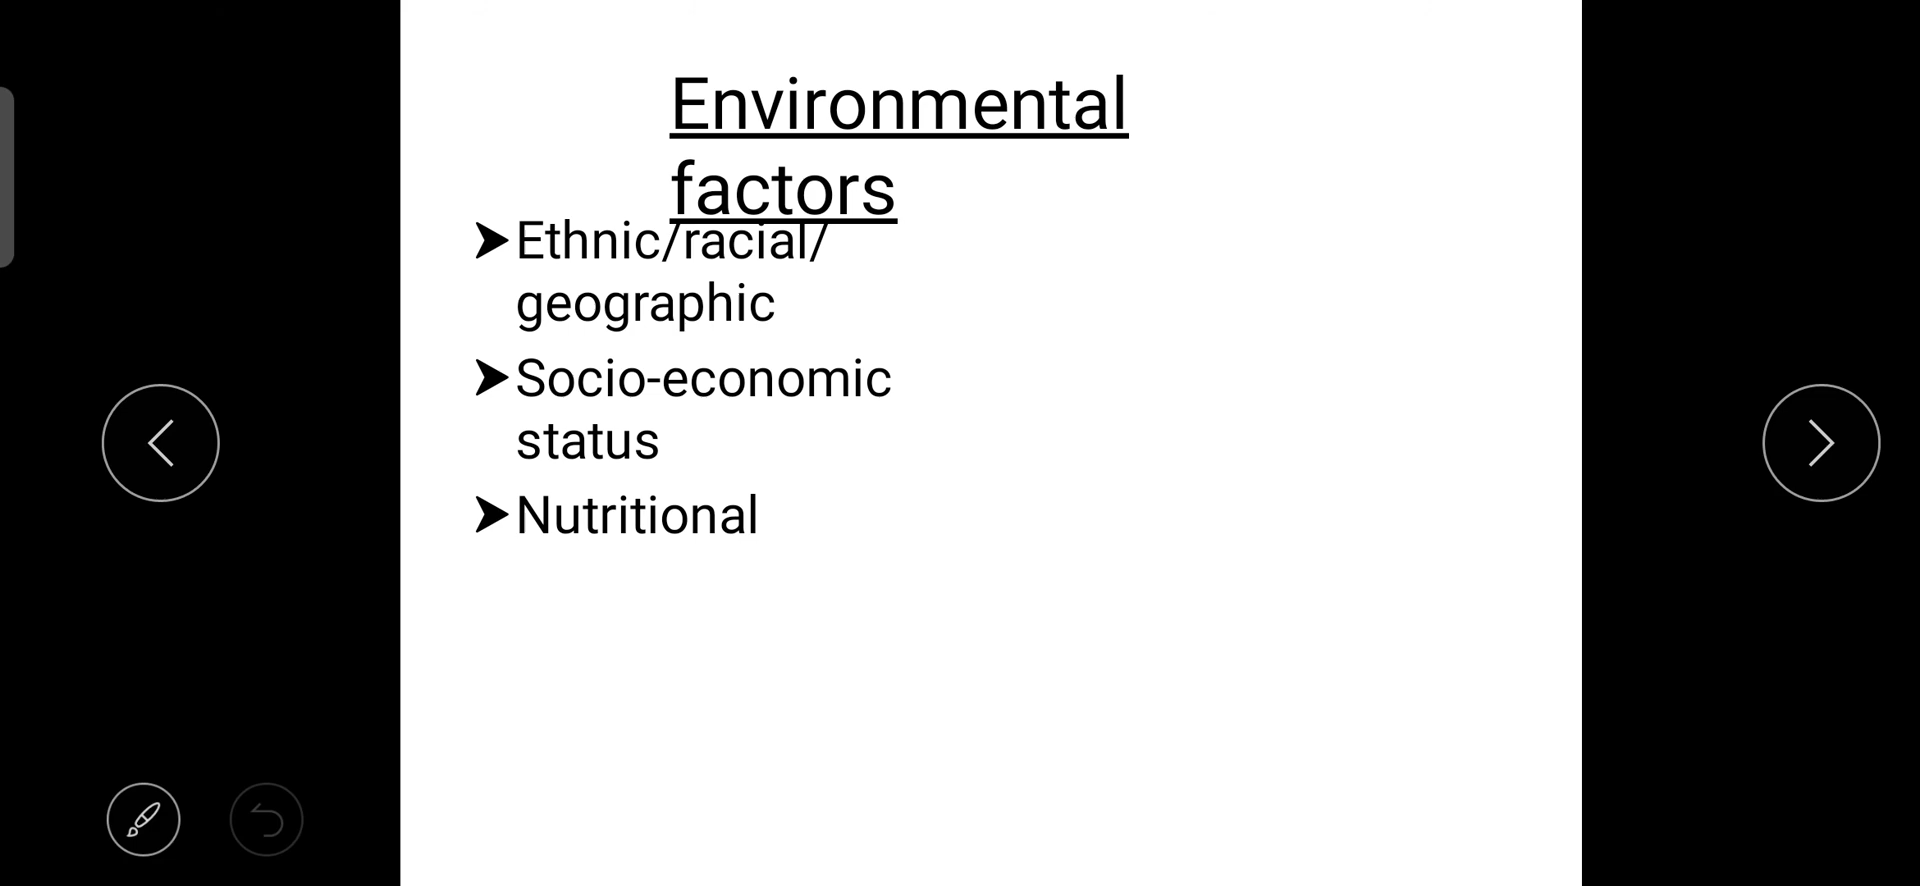 Environmental
factors
➤Ethnic/racial/
geographic
➤Socio-economic
status
➤Nutritional